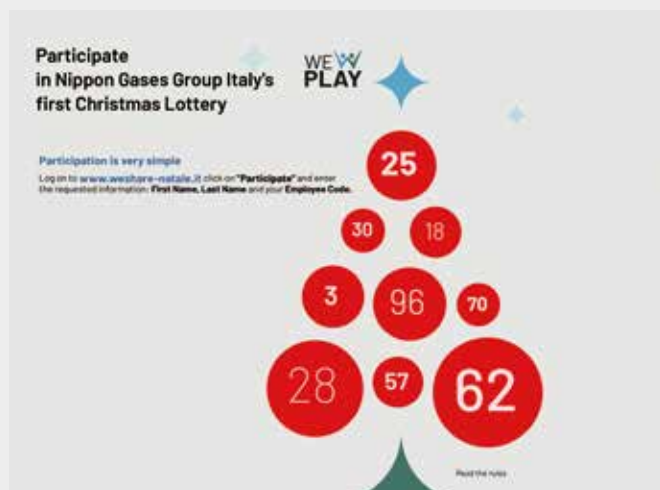 Participate
in Nippon Gases Group Italy's
first Christmas Lottery
WE W
PLAY
Participation is very simple
Log on to www.weshare-natale.it click on "Participate" and enter
the requested information: First Name, Last Name and your Employee Code.
25
30 18
3 96 70
28 57 62
Read the rules